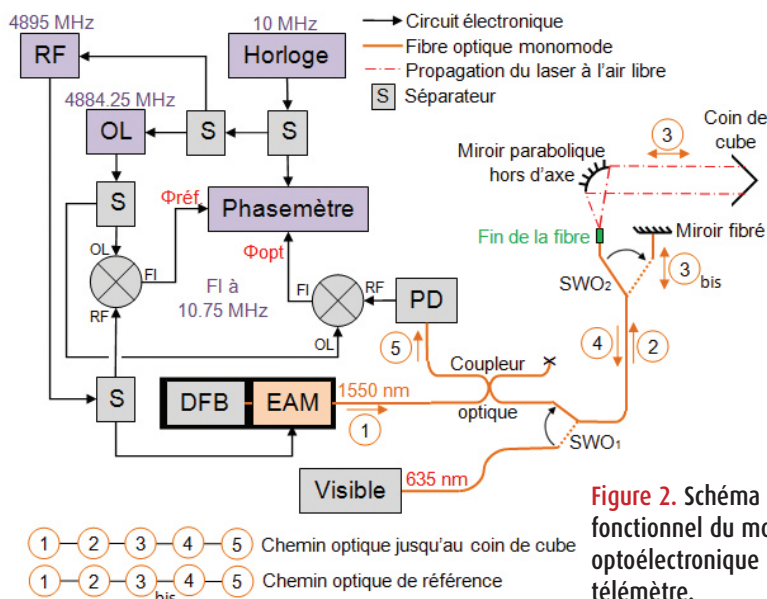 4895 MHz
RF
10 MHz
Horloge
Circuit électronique
Fibre optique monomode
Propagation du laser à l'air libre
S Séparateur
4884.25 MHz
OL
S
S
S
Phasemètre
Φréf
Φopt
OL
FI
RF
FI à
10.75 MHz
FI
RF
OL
PD
S
DFB
EAM
1550 nm
1
5
Coupleur
optique
x
4
2
SWO1
SWO2
3
bis
Miroir fibré
Fin de la fibre
Miroir parabolique
hors d'axe
3
Coin de
cube
Visible
635 nm
1 2 3 4 5 Chemin optique jusqu'au coin de cube
1 2 3 4 5 Chemin optique de référence
bis
Figure 2. Schéma
fonctionnel du mo
optoélectronique
télémètre.